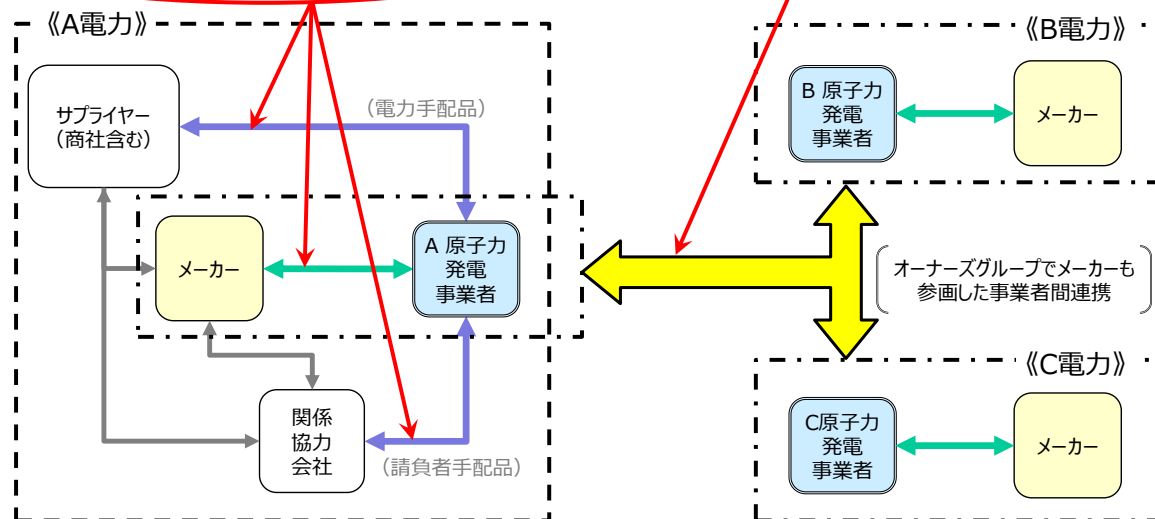 《A電力》
サプライヤー
(商社含む)
(電力手配品)
メーカー
A 原子力
発電
事業者
関係
協力
会社
(請負者手配品)
《B電力》
B 原子力
発電
事業者
メーカー
オーナーズグループでメーカーも
参画した事業者間連携
《C電力》
C原子力
発電
事業者
メーカー